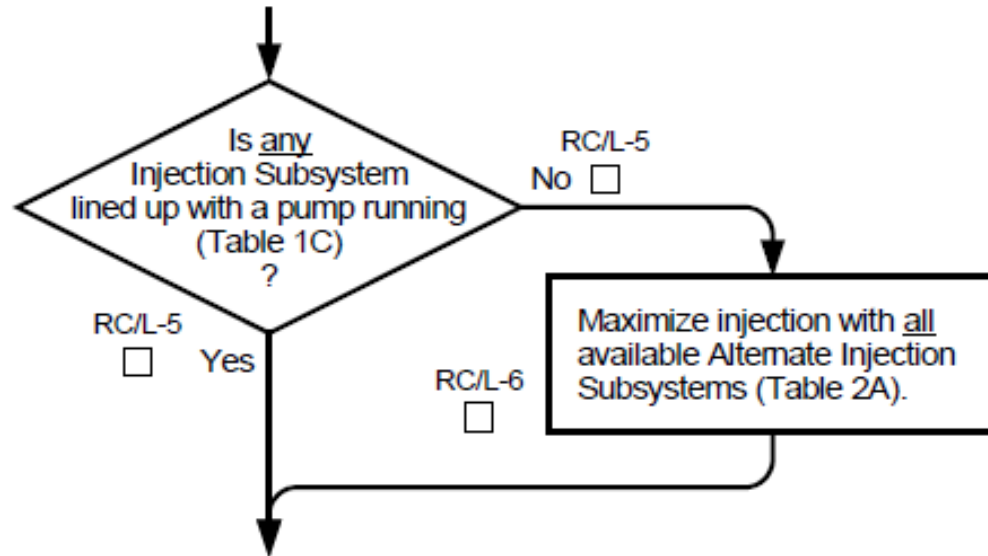 Is any
Injection Subsystem
lined up with a pump running
(Table 1C)
?
RC/L-5
No
RC/L-5
Yes
Maximize injection with all
available Alternate Injection
Subsystems (Table 2A).
RC/L-6